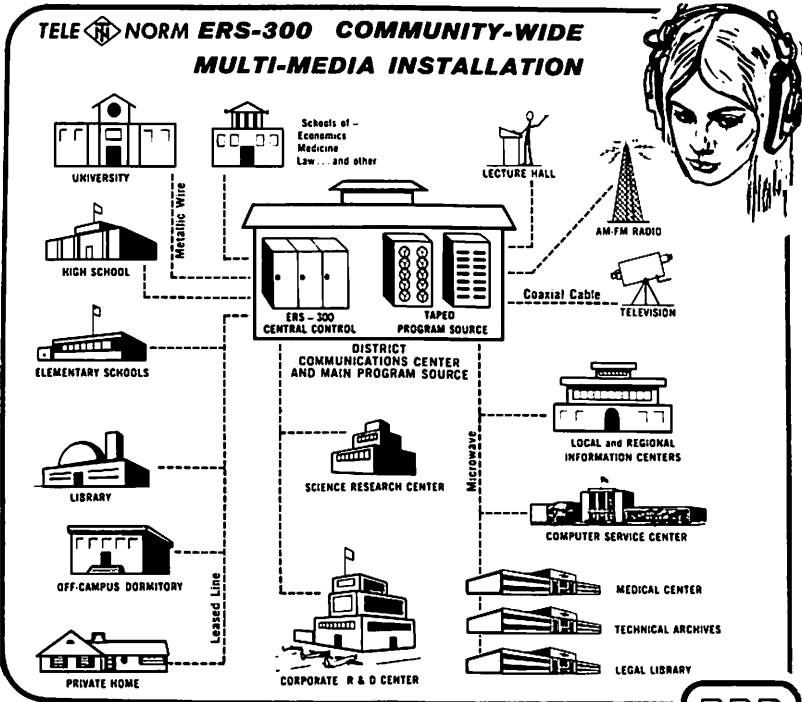 TELE TN NORM ERS-300 COMMUNITY-WIDE
MULTI-MEDIA INSTALLATION
UNIVERSITY
Schools of –
Economics
Medicine
Law...and other
LECTURE HALL
AM-FM RADIO
Metallic Wire
HIGH SCHOOL
ERS – 300
CENTRAL CONTROL
TAPED
PROGRAM SOURCE
Coaxial Cable
TELEVISION
DISTRICT
COMMUNICATIONS CENTER
AND MAIN PROGRAM SOURCE
ELEMENTARY SCHOOLS
LIBRARY
SCIENCE RESEARCH CENTER
Microwave
LOCAL and REGIONAL
INFORMATION CENTERS
COMPUTER SERVICE CENTER
OFF-CAMPUS DORMITORY
Leased Line
PRIVATE HOME
CORPORATE R & D CENTER
MEDICAL CENTER
TECHNICAL ARCHIVES
LEGAL LIBRARY